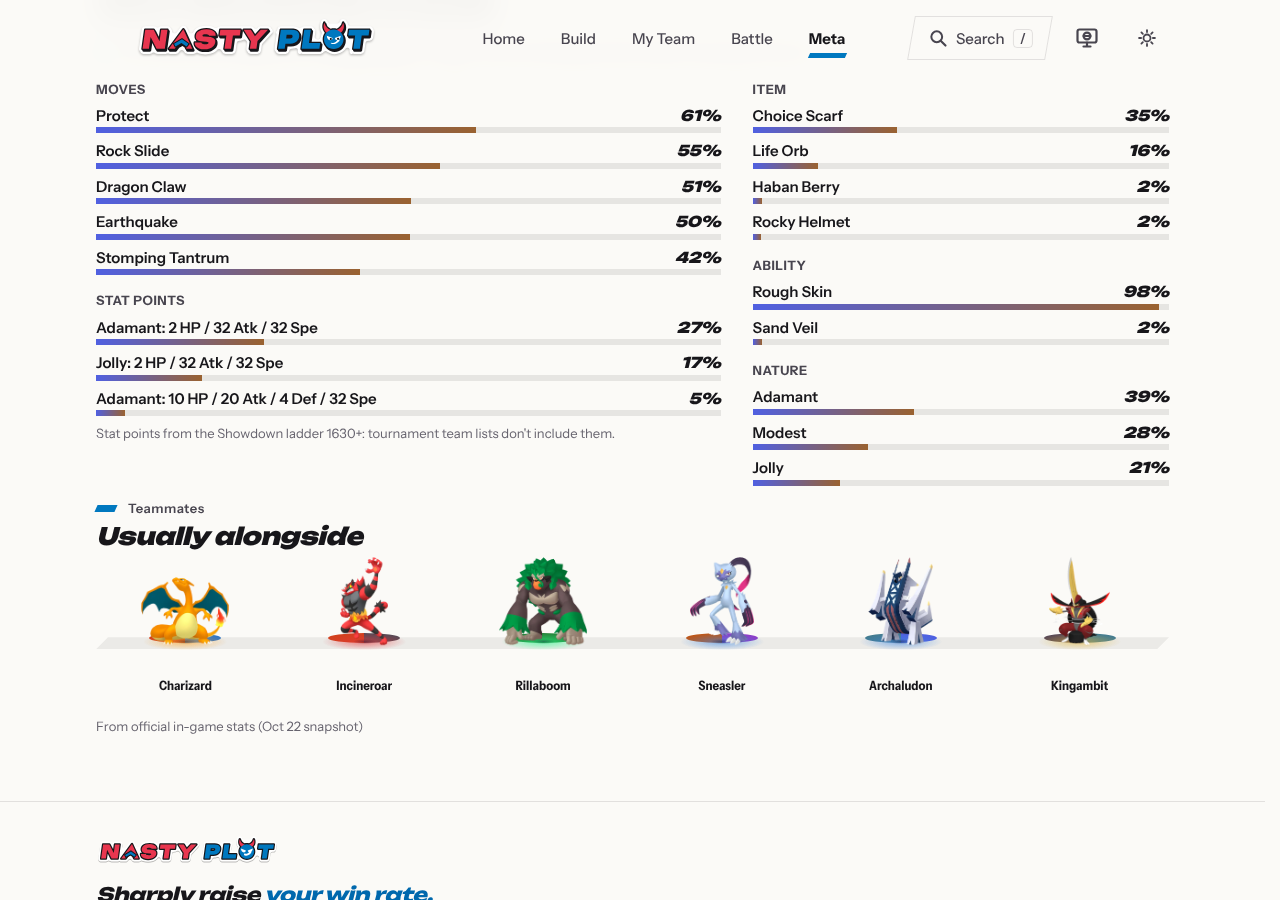 NASTY PLOT
Home Build My Team Battle Meta Search /
MOVES
Protect 61%
Rock Slide 55%
Dragon Claw 51%
Earthquake 50%
Stomping Tantrum 42%
STAT POINTS
Adamant: 2 HP / 32 Atk / 32 Spe 27%
Jolly: 2 HP / 32 Atk / 32 Spe 17%
Adamant: 10 HP / 20 Atk / 4 Def / 32 Spe 5%
Stat points from the Showdown ladder 1630+: tournament team lists don't include them.
ITEM
Choice Scarf 35%
Life Orb 16%
Haban Berry 2%
Rocky Helmet 2%
ABILITY
Rough Skin 98%
Sand Veil 2%
NATURE
Adamant 39%
Modest 28%
Jolly 21%
Teammates
Usually alongside
Charizard Incineroar Rillaboom Sneasler Archaludon Kingambit
From official in-game stats (Oct 22 snapshot)
NASTY PLOT
Sharply raise your win rate.